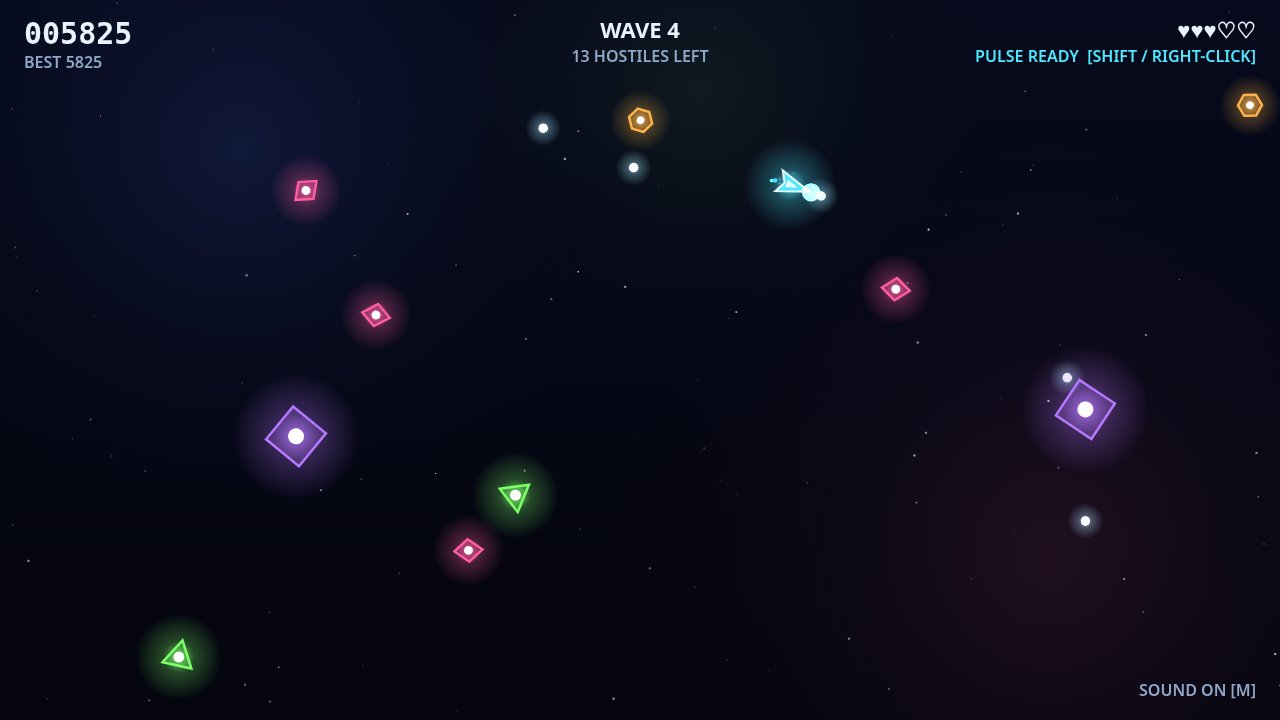 005825
BEST 5825
WAVE 4
13 HOSTILES LEFT
♥♥♥♡♡
PULSE READY [SHIFT / RIGHT-CLICK]
SOUND ON [M]